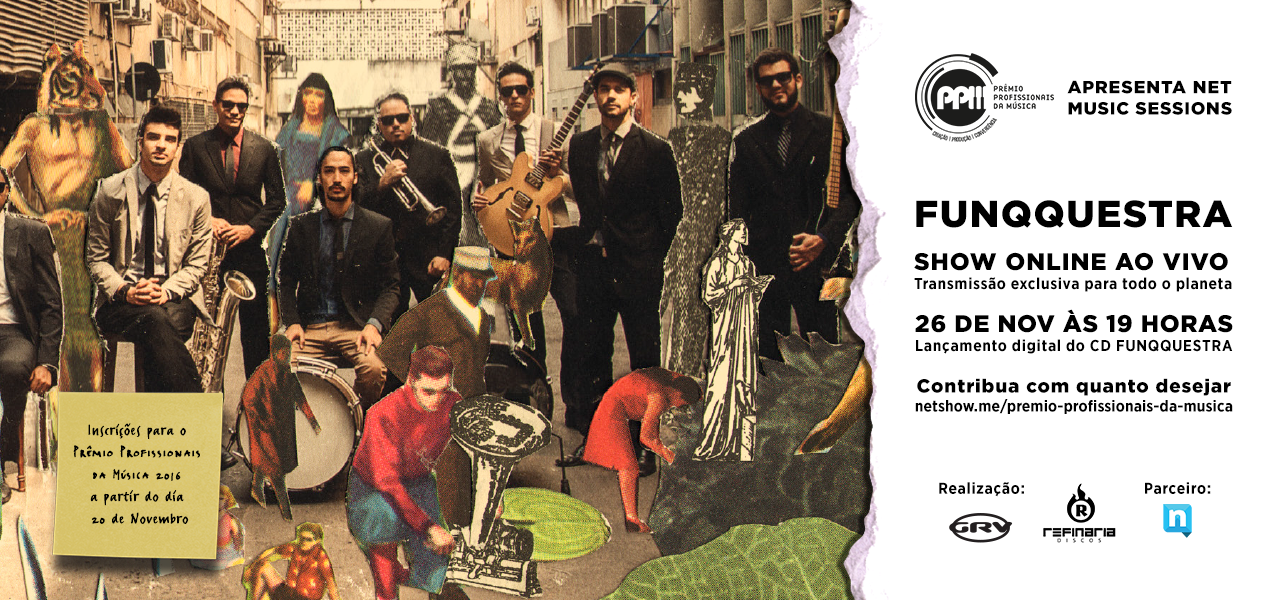 Inscrições para o
Prêmio Profissionais
da Música 2016
a partir do dia
20 de Novembro
PPM
PRÊMIO
PROFISSIONAIS
DA MÚSICA
CRIAÇÃO | PRODUÇÃO | CONVERGÊNCIA
APRESENTA NET
MUSIC SESSIONS
FUNQQUESTRA
SHOW ONLINE AO VIVO
Transmissão exclusiva para todo o planeta
26 DE NOV ÀS 19 HORAS
Lançamento digital do CD FUNQQUESTRA
Contribua com quanto desejar
netshow.me/premio-profissionais-da-musica
Realização:
GRV
R
REFINARIA
DISCOS
Parceiro:
n